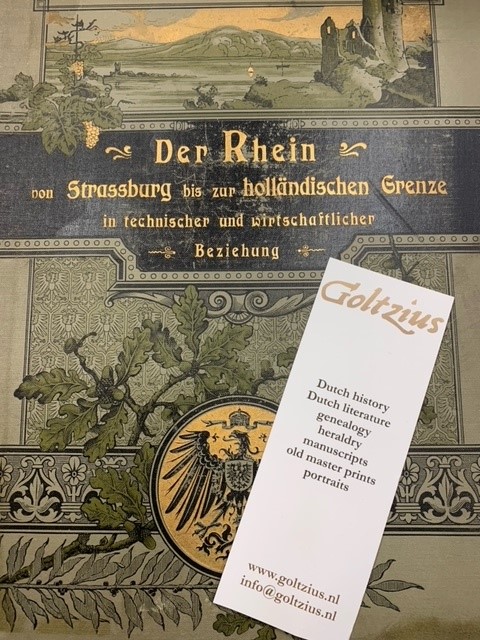 Der Rhein
von Strassburg bis zur holländischen Grenze
in technischer und wirtschaftlicher
Beziehung
Goltzius
Dutch history
Dutch literature
genealogy
heraldry
manuscripts
old master prints
portraits
www.goltzius.nl
info@goltzius.nl